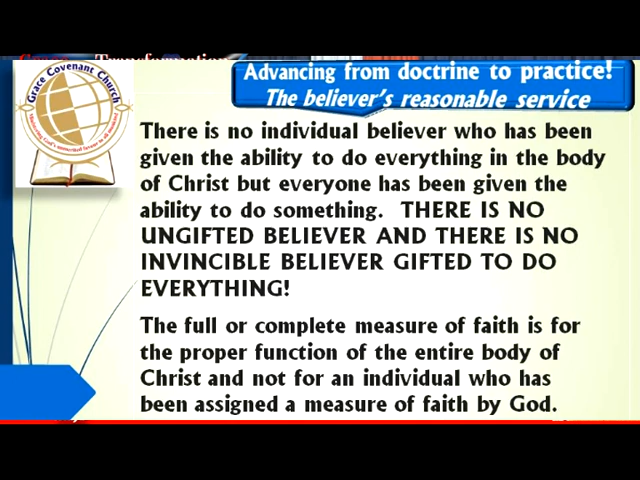 Grace Covenant Church
Advancing from doctrine to practice!
The believer's reasonable service
There is no individual believer who has been
given the ability to do everything in the body
of Christ but everyone has been given the
ability to do something. THERE IS NO
UNGIFTED BELIEVER AND THERE IS NO
INVINCIBLE BELIEVER GIFTED TO DO
EVERYTHING!
The full or complete measure of faith is for
the proper function of the entire body of
Christ and not for an individual who has
been assigned a measure of faith by God.